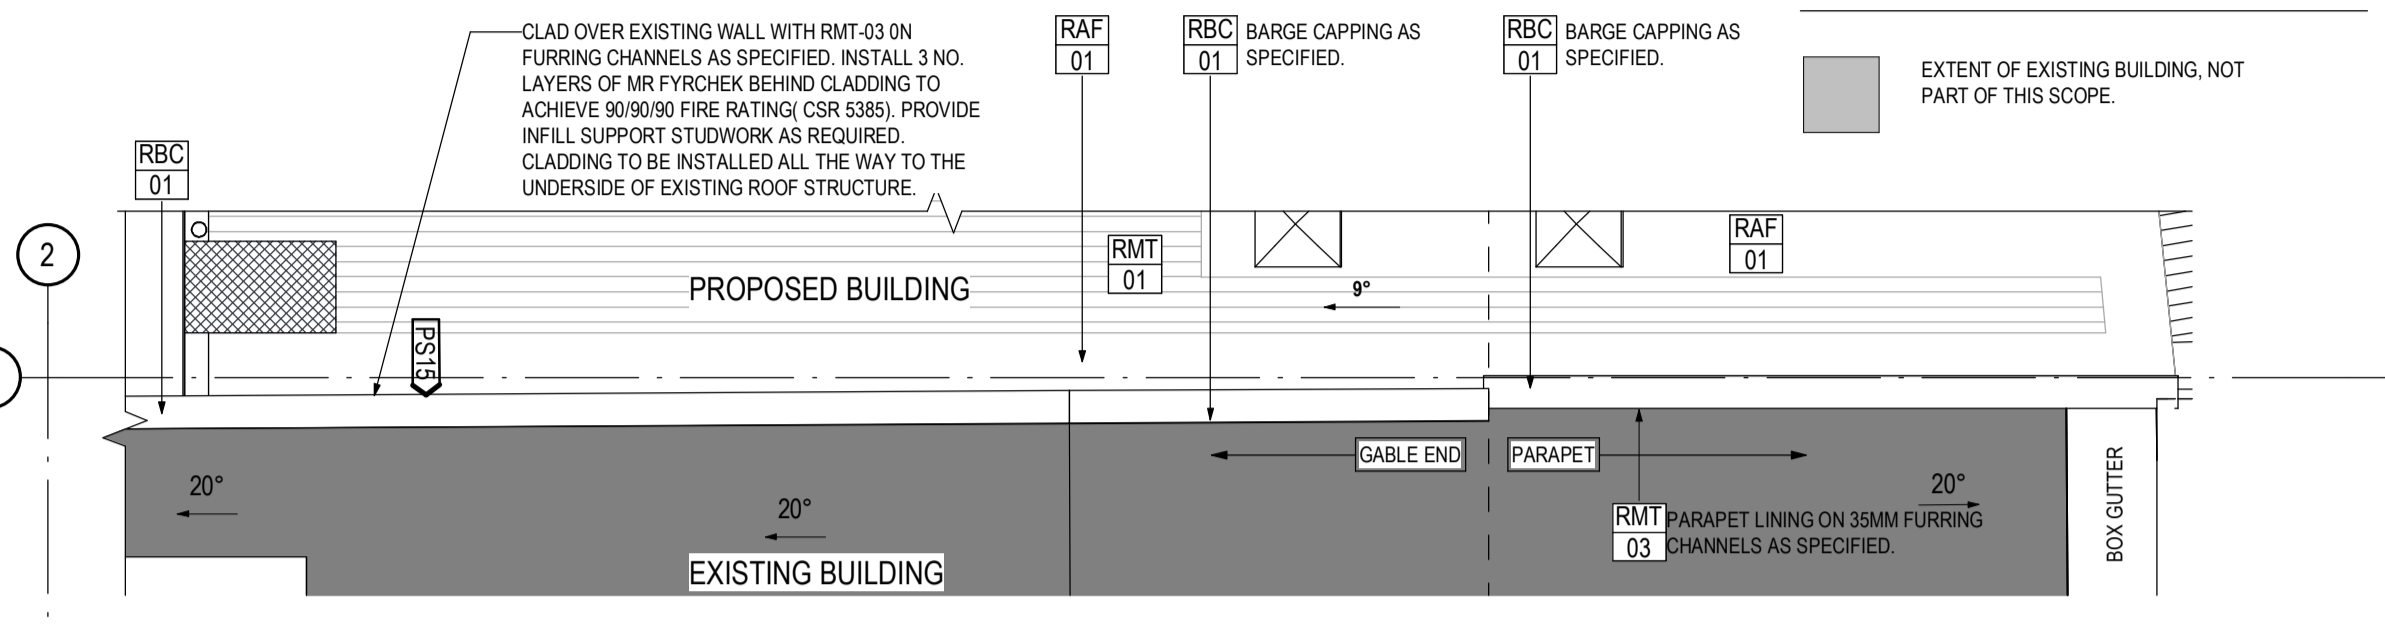 CLAD OVER EXISTING WALL WITH RMT-03 0N
FURRING CHANNELS AS SPECIFIED. INSTALL 3 NO.
LAYERS OF MR FYRCHEK BEHIND CLADDING TO
ACHIEVE 90/90/90 FIRE RATING( CSR 5385). PROVIDE
INFILL SUPPORT STUDWORK AS REQUIRED.
CLADDING TO BE INSTALLED ALL THE WAY TO THE
UNDERSIDE OF EXISTING ROOF STRUCTURE.
RAF
01
RBC
01
BARGE CAPPING AS
SPECIFIED.
RBC
01
BARGE CAPPING AS
SPECIFIED.
EXTENT OF EXISTING BUILDING, NOT
PART OF THIS SCOPE.
RBC
01
2
RMT
01
RAF
01
PROPOSED BUILDING
9°
PS15
GABLE END
PARAPET
20°
20°
20°
RMT
03
PARAPET LINING ON 35MM FURRING
CHANNELS AS SPECIFIED.
BOX GUTTER
EXISTING BUILDING